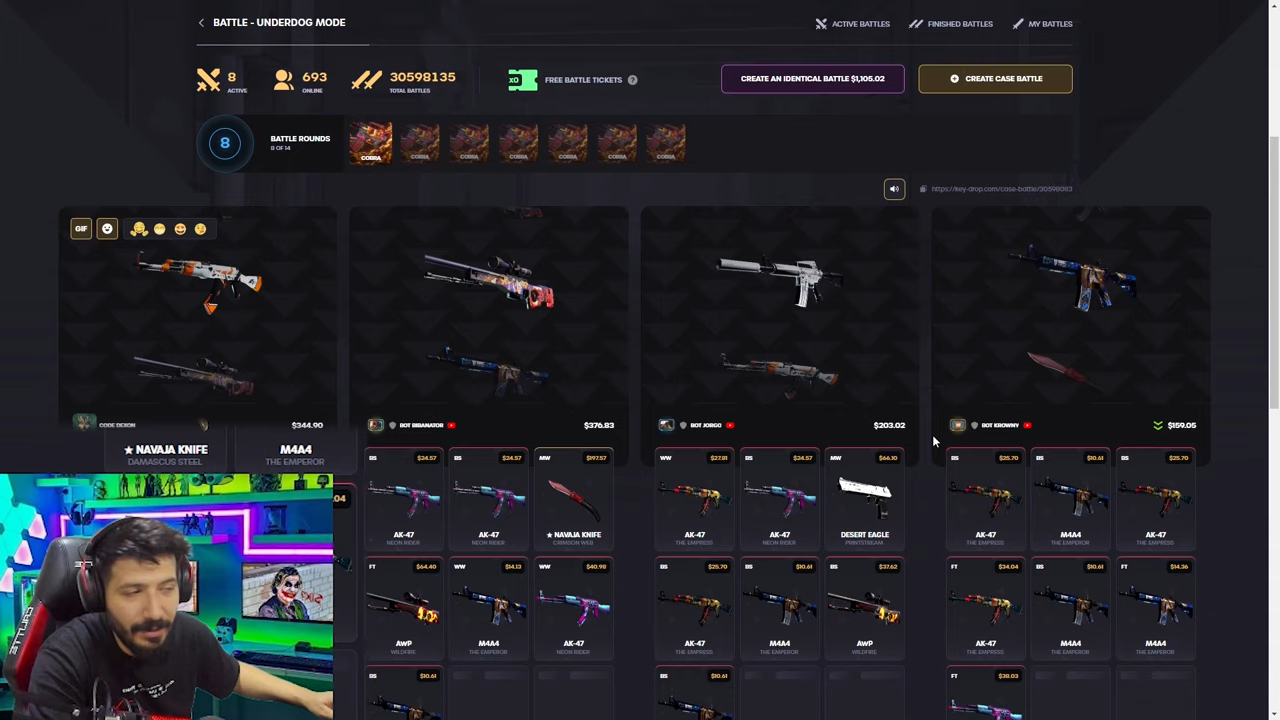 BATTLE - UNDERDOG MODE
ACTIVE BATTLES
FINISHED BATTLES
MY BATTLES
8
ACTIVE
693
ONLINE
30598135
TOTAL BATTLES
X0
FREE BATTLE TICKETS ?
CREATE AN IDENTICAL BATTLE $1,105.02
CREATE CASE BATTLE
8
BATTLE ROUNDS
8 OF 14
COBRA
COBRA
COBRA
COBRA
COBRA
COBRA
COBRA
https://key-drop.com/case-battle/30598083
GIF
$344.90
BOT BIBANATOR
$376.83
BOT JORGO
$203.02
BOT KROWNY
$159.05
★ NAVAJA KNIFE
DAMASCUS STEEL
M4A4
THE EMPEROR
BS $24.57
AK-47
NEON RIDER
BS $24.57
AK-47
NEON RIDER
MW $197.57
★ NAVAJA KNIFE
CRIMSON WEB
WW $27.81
AK-47
THE EMPRESS
BS $24.57
AK-47
NEON RIDER
MW $66.10
DESERT EAGLE
PRINTSTREAM
BS $25.70
AK-47
THE EMPRESS
BS $10.61
M4A4
THE EMPEROR
BS $25.70
AK-47
THE EMPRESS
FT $64.40
AWP
WILDFIRE
WW $14.13
M4A4
THE EMPEROR
WW $40.98
AK-47
NEON RIDER
BS $25.70
AK-47
THE EMPRESS
BS $10.61
M4A4
THE EMPEROR
BS $37.62
AWP
WILDFIRE
FT $34.04
AK-47
THE EMPRESS
BS $10.61
M4A4
THE EMPEROR
FT $14.36
M4A4
THE EMPEROR
BS $10.61
BS $10.61
FT $38.03